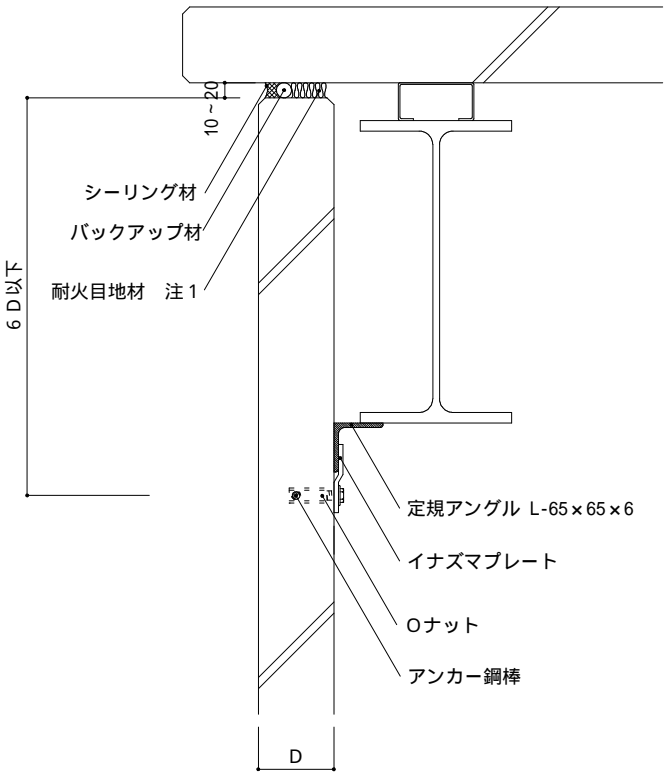 10~20
シーリング材
バックアップ材
耐火目地材　注1
6D以下
定規アングル L-65×65×6
イナズマプレート
Oナット
アンカー鋼棒
D